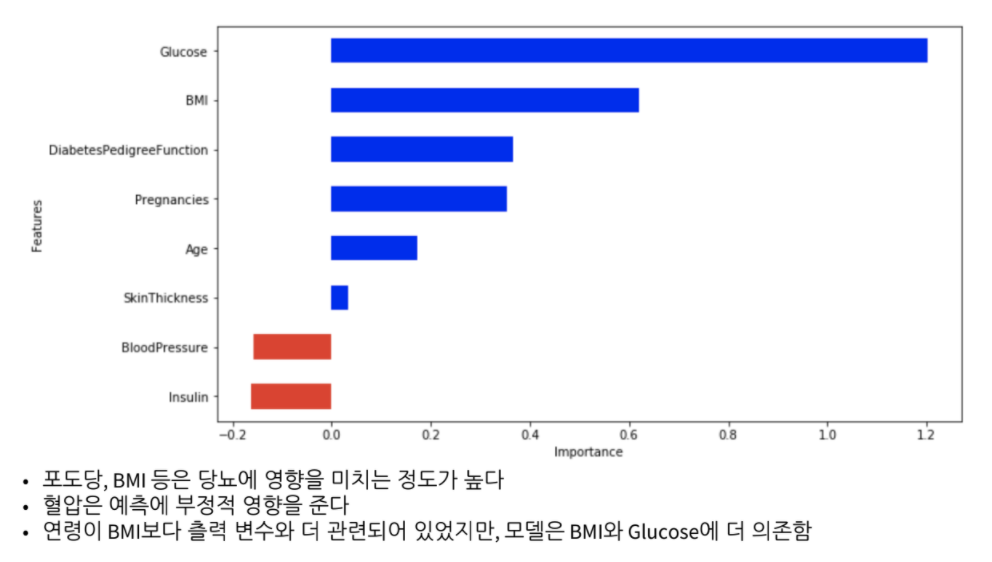 Glucose
BMI
DiabetesPedigreeFunction
Pregnancies
Age
SkinThickness
BloodPressure
Insulin
Features
−0.2 0.0 0.2 0.4 0.6 0.8 1.0 1.2
Importance
• 포도당, BMI 등은 당뇨에 영향을 미치는 정도가 높다
• 혈압은 예측에 부정적 영향을 준다
• 연령이 BMI보다 츨력 변수와 더 관련되어 있었지만, 모델은 BMI와 Glucose에 더 의존함